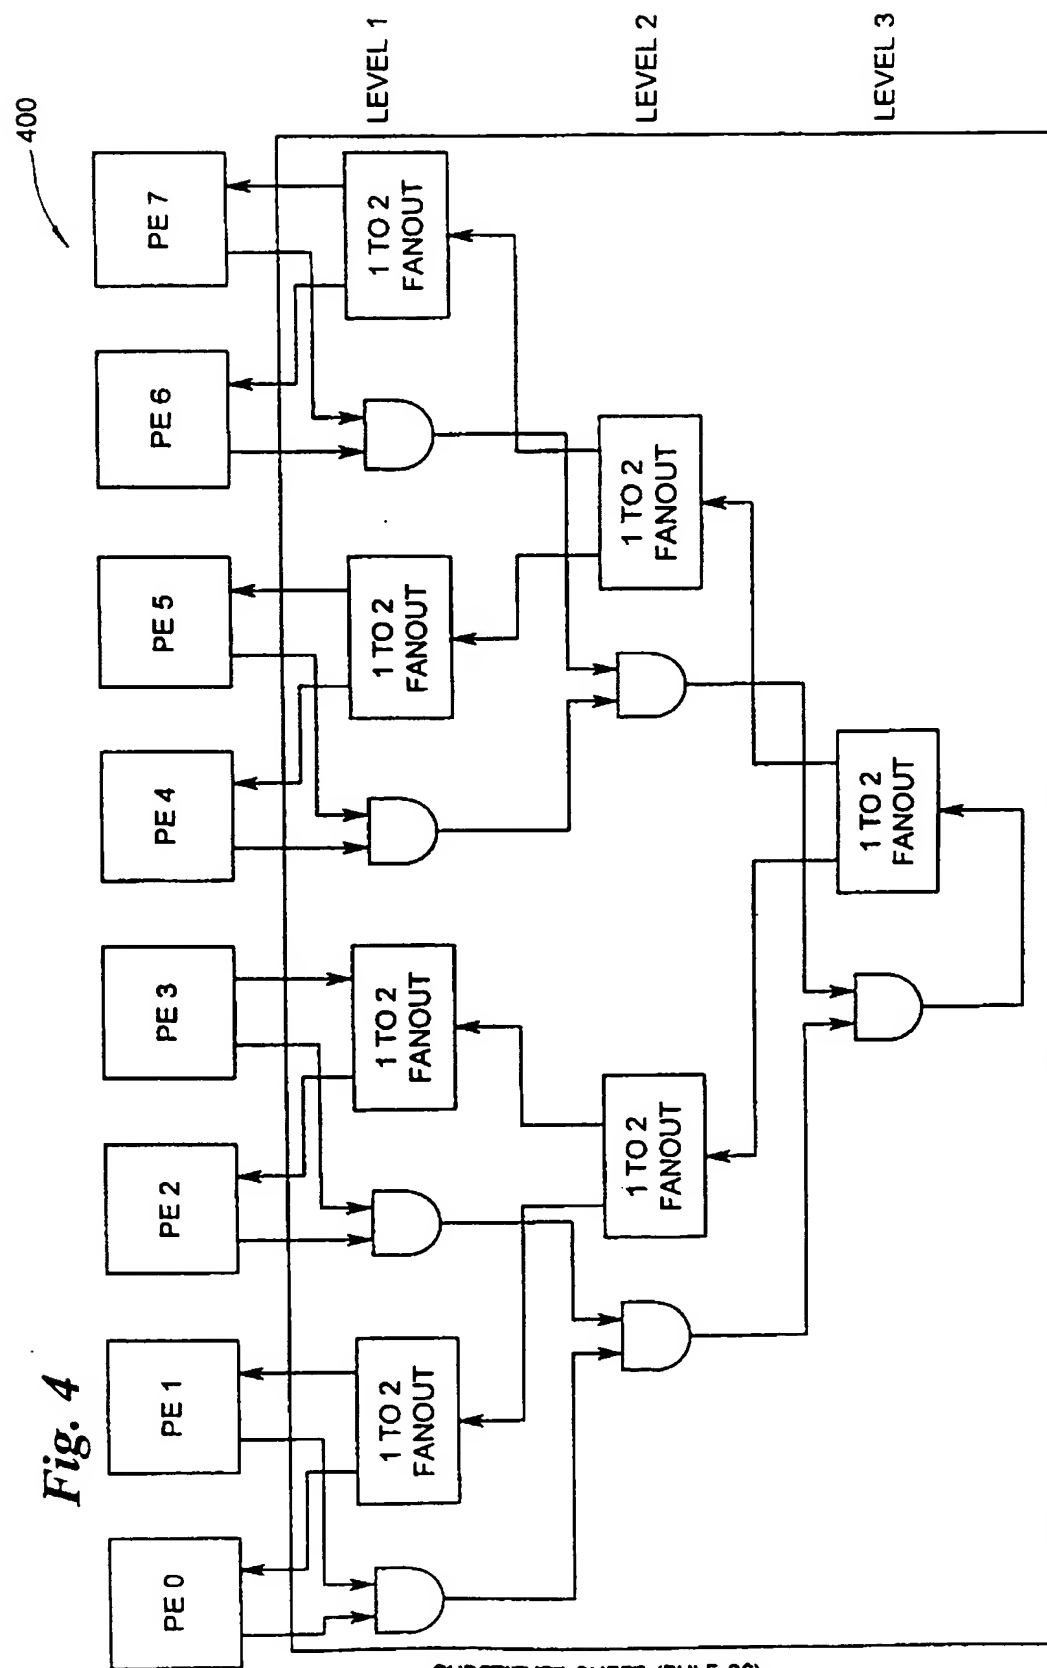 Fig. 4
400
PE 0
PE 1
PE 2
PE 3
PE 4
PE 5
PE 6
PE 7
1 TO 2
FANOUT
1 TO 2
FANOUT
1 TO 2
FANOUT
1 TO 2
FANOUT
LEVEL 1
1 TO 2
FANOUT
1 TO 2
FANOUT
LEVEL 2
1 TO 2
FANOUT
LEVEL 3